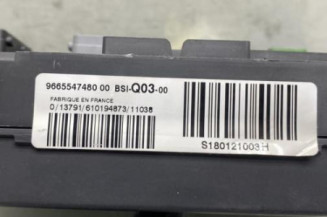 9665547480 00 BSI-Q03-00
FABRIQUE EN FRANCE
0/13791/610194873/11038
S180121003H